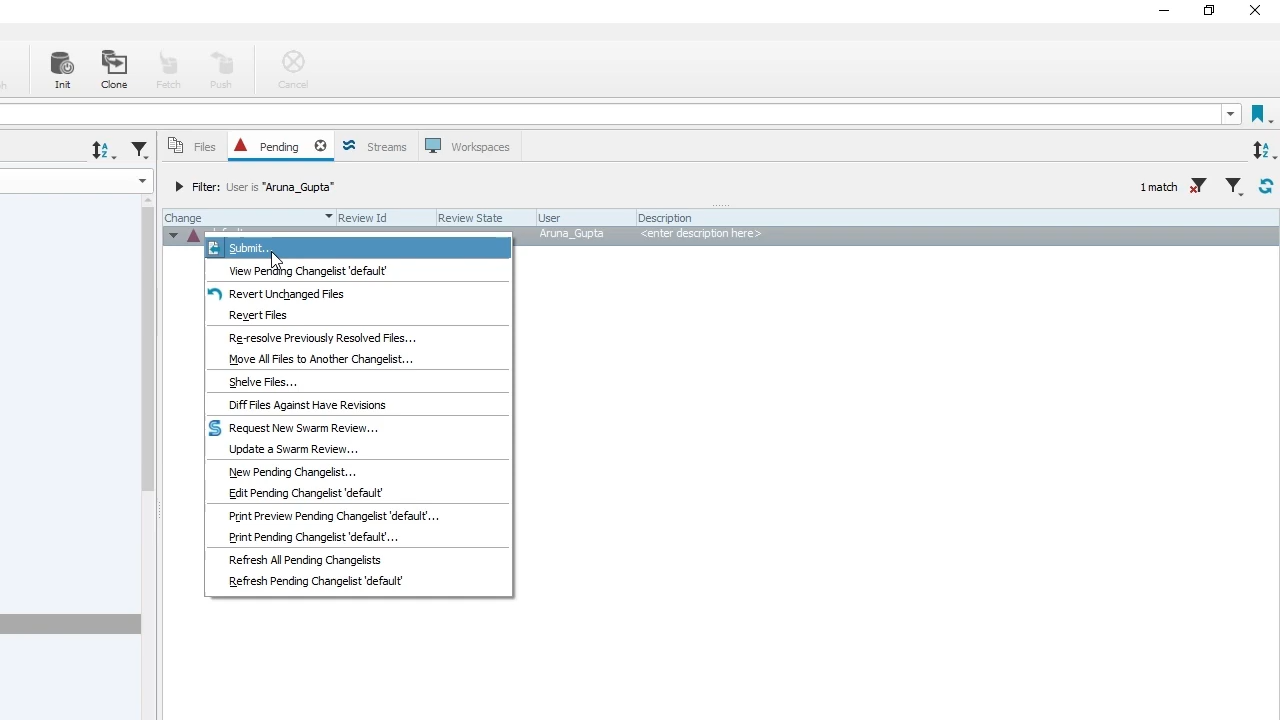 Init
Clone
Fetch
Push
Cancel
Files
Pending
Streams
Workspaces
Filter: User is "Aruna_Gupta"
1 match
Change
Review Id
Review State
User
Description
Aruna_Gupta
<enter description here>
Submit...
View Pending Changelist 'default'
Revert Unchanged Files
Revert Files
Re-resolve Previously Resolved Files...
Move All Files to Another Changelist...
Shelve Files...
Diff Files Against Have Revisions
Request New Swarm Review...
Update a Swarm Review...
New Pending Changelist...
Edit Pending Changelist 'default'
Print Preview Pending Changelist 'default'...
Print Pending Changelist 'default'...
Refresh All Pending Changelists
Refresh Pending Changelist 'default'